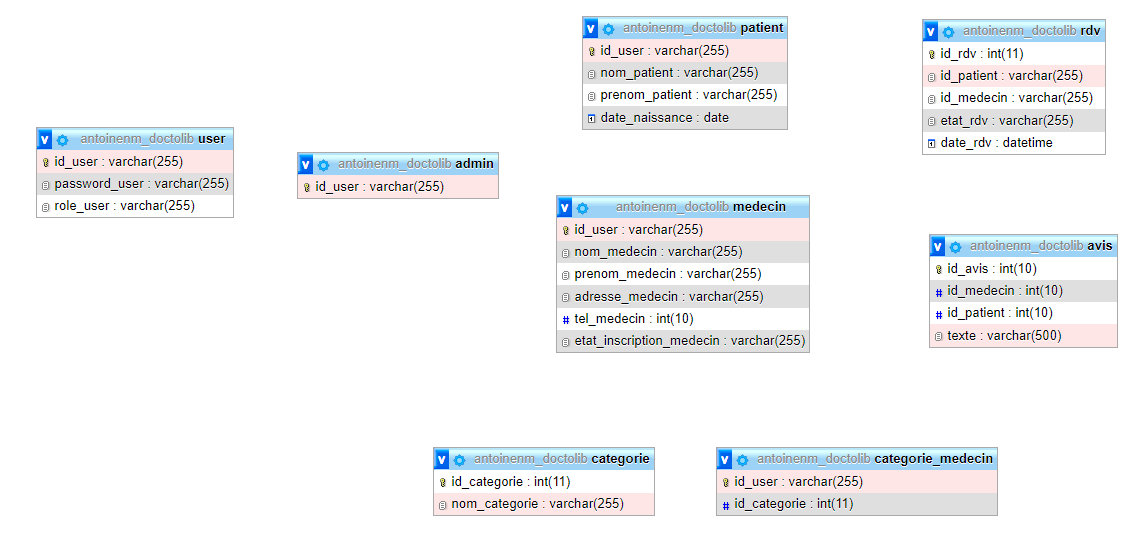 antoinenm_doctolib user
id_user : varchar(255)
password_user : varchar(255)
role_user : varchar(255)
antoinenm_doctolib admin
id_user : varchar(255)
antoinenm_doctolib patient
id_user : varchar(255)
nom_patient : varchar(255)
prenom_patient : varchar(255)
date_naissance : date
antoinenm_doctolib rdv
id_rdv : int(11)
id_patient : varchar(255)
id_medecin : varchar(255)
etat_rdv : varchar(255)
date_rdv : datetime
antoinenm_doctolib medecin
id_user : varchar(255)
nom_medecin : varchar(255)
prenom_medecin : varchar(255)
adresse_medecin : varchar(255)
tel_medecin : int(10)
etat_inscription_medecin : varchar(255)
antoinenm_doctolib avis
id_avis : int(10)
id_medecin : int(10)
id_patient : int(10)
texte : varchar(500)
antoinenm_doctolib categorie
id_categorie : int(11)
nom_categorie : varchar(255)
antoinenm_doctolib categorie_medecin
id_user : varchar(255)
id_categorie : int(11)